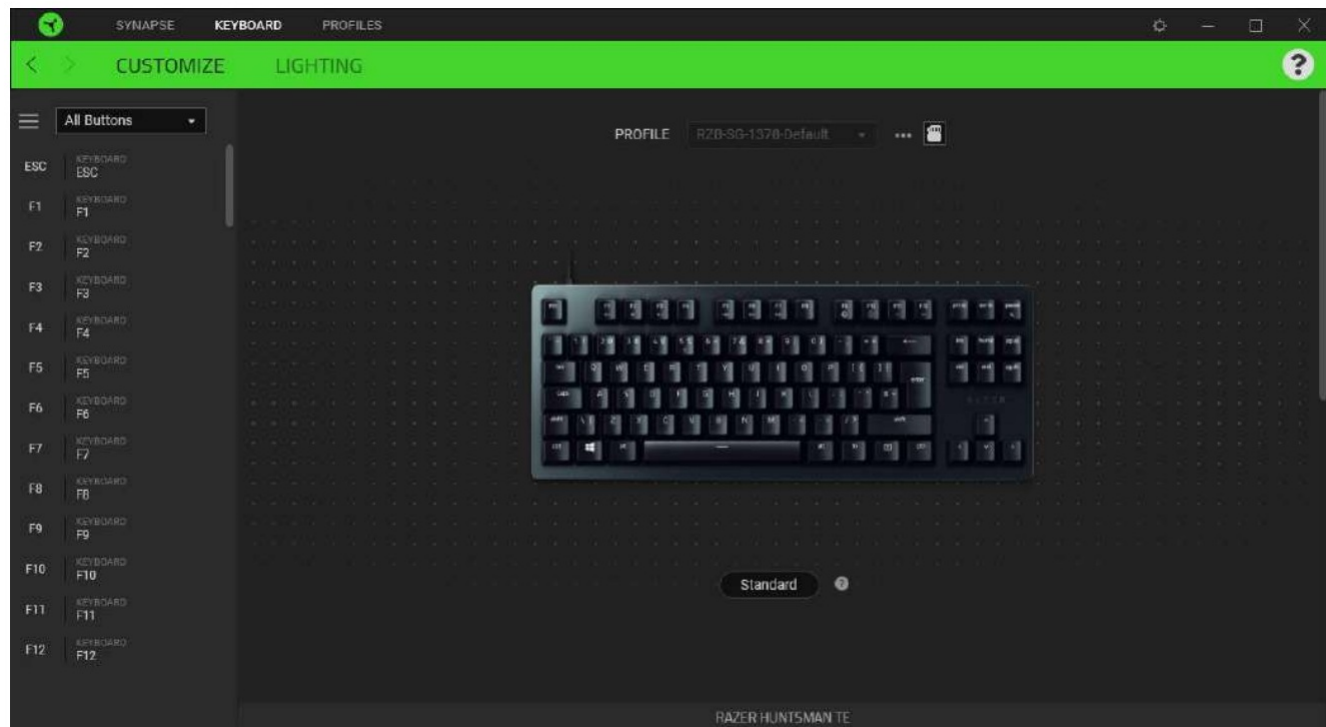 SYNAPSE KEYBOARD PROFILES
CUSTOMIZE LIGHTING ?
All Buttons
PROFILE RZ8-SG-1378-Default
ESC KEYBOARD
ESC
F1 KEYBOARD
F1
F2 KEYBOARD
F2
F3 KEYBOARD
F3
F4 KEYBOARD
F4
F5 KEYBOARD
F5
F6 KEYBOARD
F6
F7 KEYBOARD
F7
F8 KEYBOARD
F8
F9 KEYBOARD
F9
F10 KEYBOARD
F10
F11 KEYBOARD
F11
F12 KEYBOARD
F12
Standard ?
RAZER HUNTSMAN TE